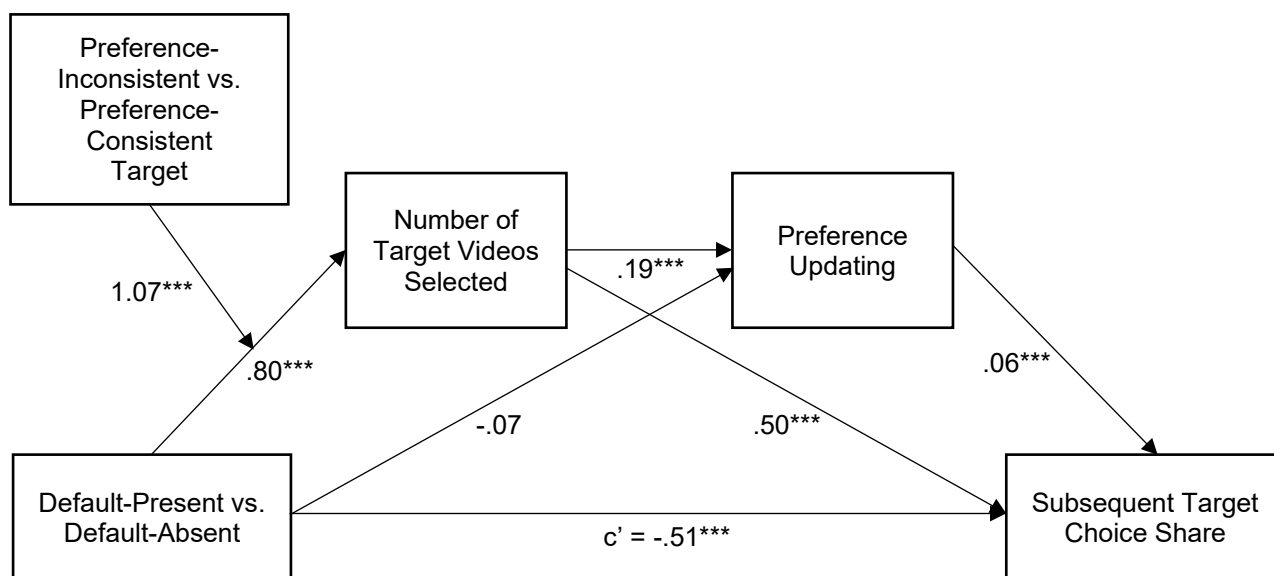 Preference-
Inconsistent vs.
Preference-
Consistent
Target
Number of
Target Videos
Selected
Preference
Updating
.19***
1.07***
.80***
.06***
-.07
.50***
Default-Present vs.
Default-Absent
c’ = -.51***
Subsequent Target
Choice Share